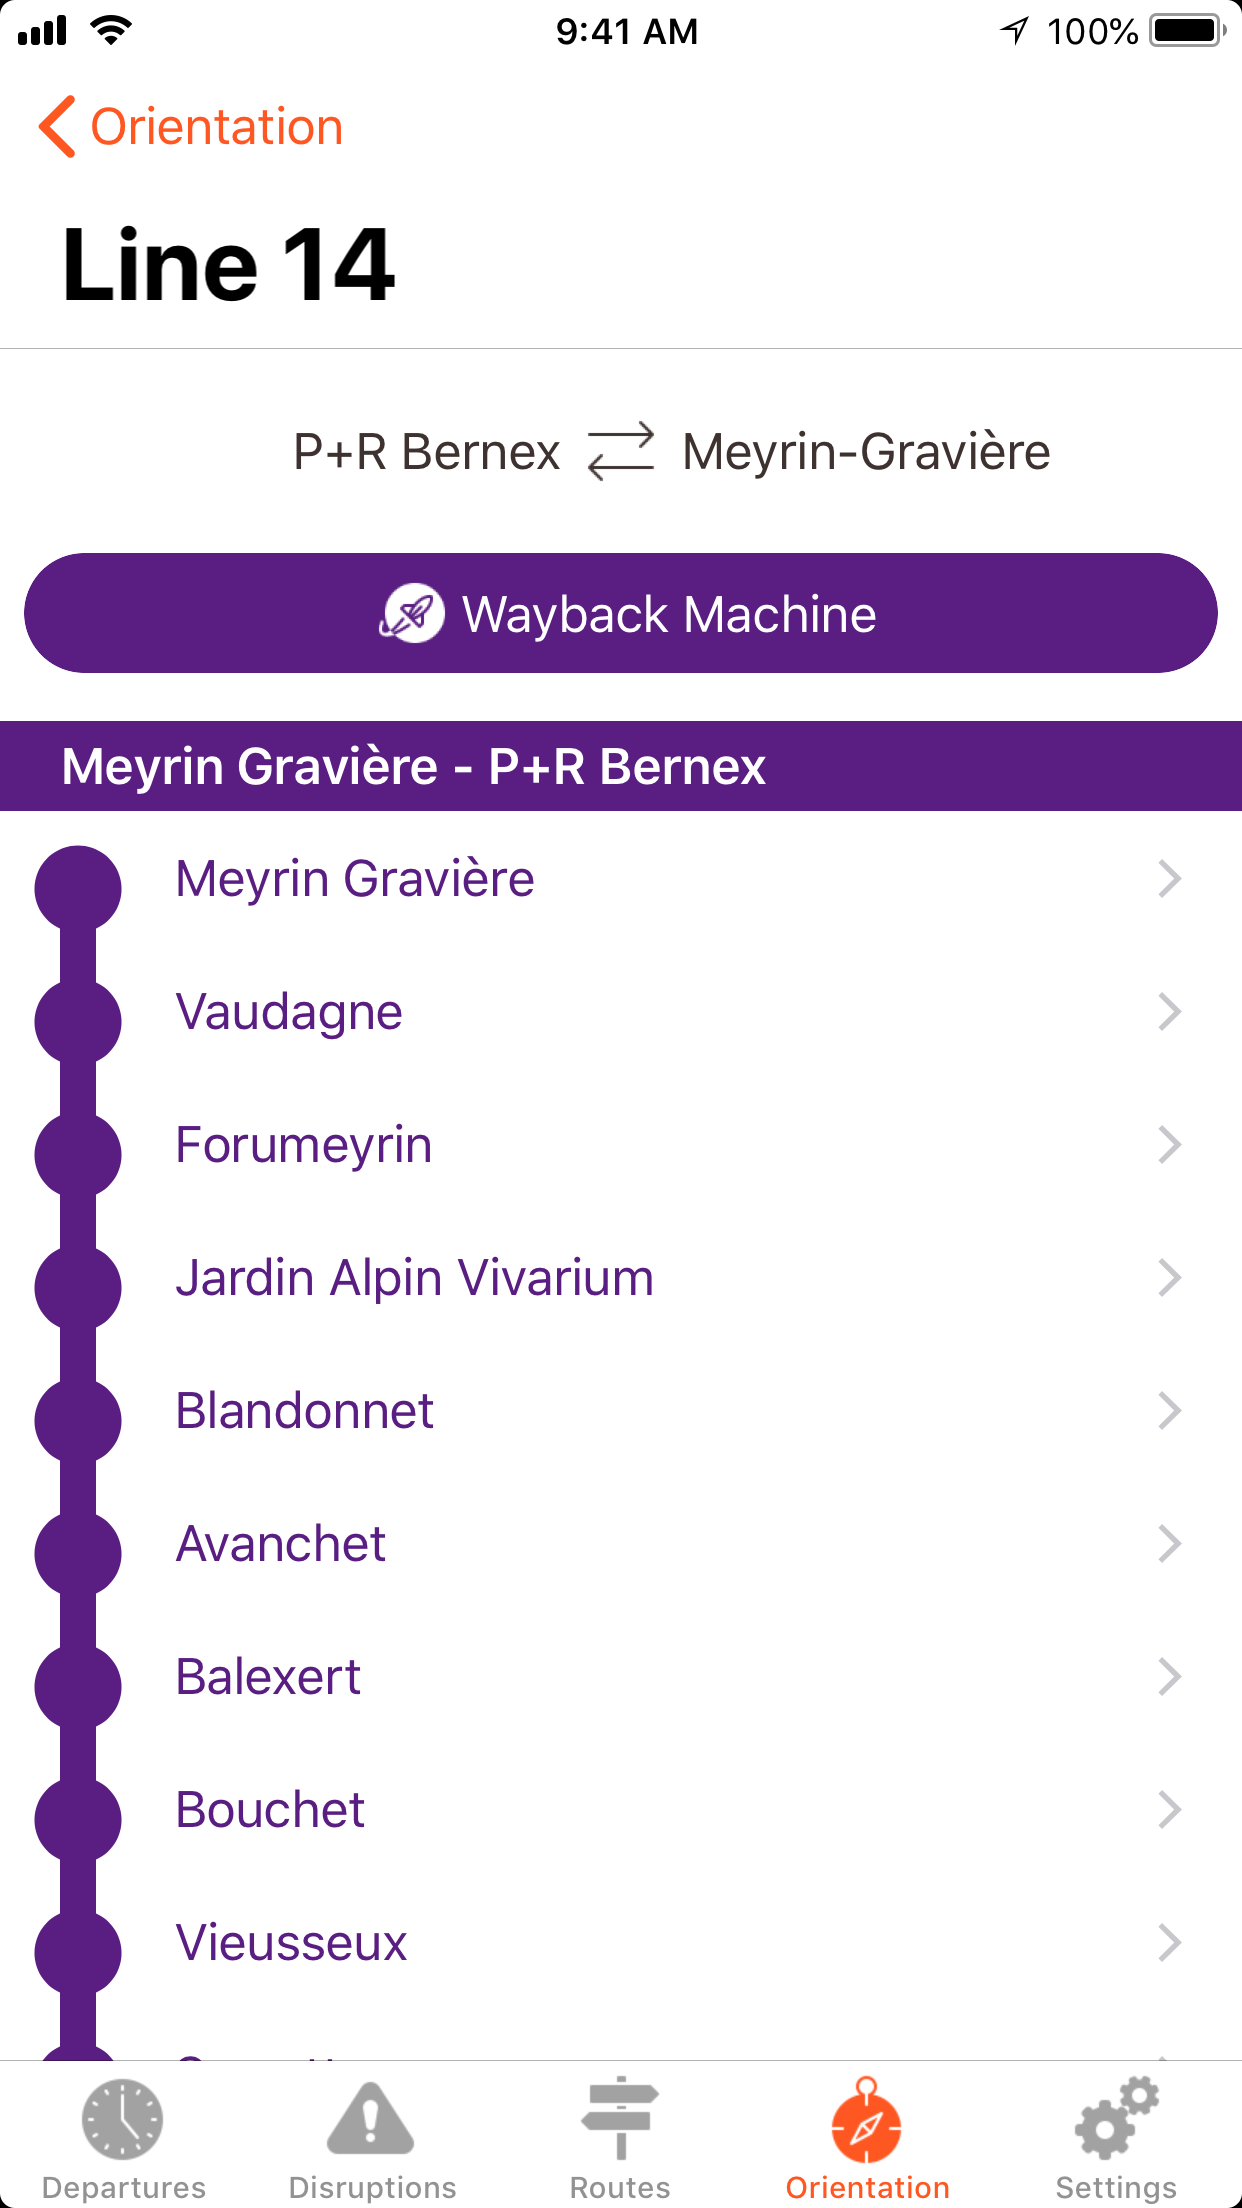 9:41 AM
100%
Orientation
Line 14
P+R Bernex Meyrin-Gravière
Wayback Machine
Meyrin Gravière - P+R Bernex
Meyrin Gravière
Vaudagne
Forumeyrin
Jardin Alpin Vivarium
Blandonnet
Avanchet
Balexert
Bouchet
Vieusseux
Departures
Disruptions
Routes
Orientation
Settings